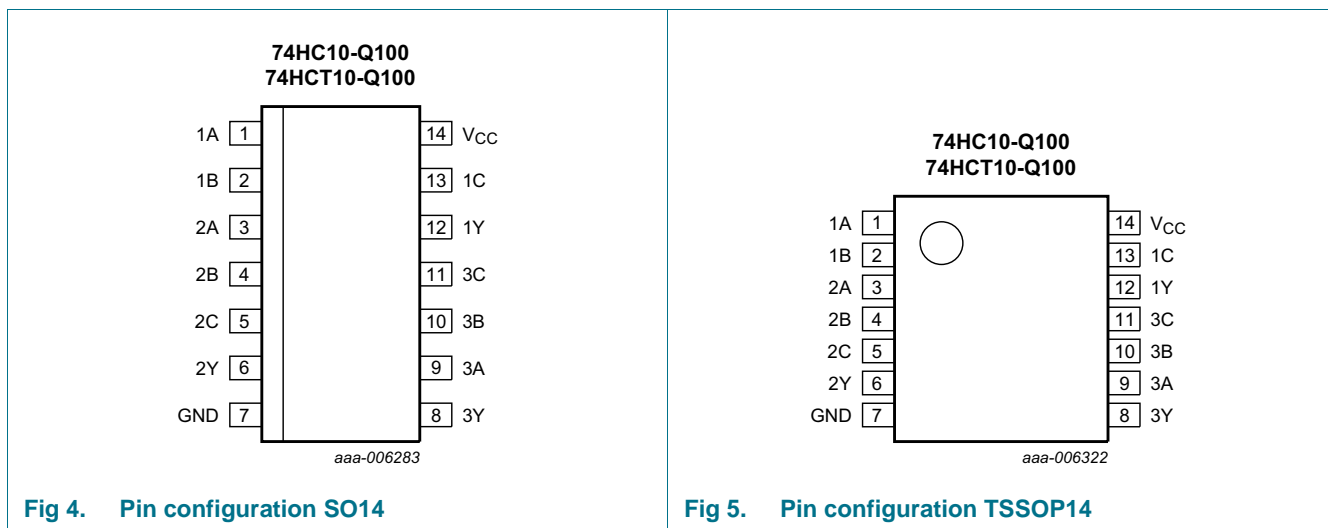 74HC10-Q100
74HCT10-Q100
1A 1 14 VCC
1B 2 13 1C
2A 3 12 1Y
2B 4 11 3C
2C 5 10 3B
2Y 6 9 3A
GND 7 8 3Y
aaa-006283
Fig 4. Pin configuration SO14
74HC10-Q100
74HCT10-Q100
1A 1 14 VCC
1B 2 13 1C
2A 3 12 1Y
2B 4 11 3C
2C 5 10 3B
2Y 6 9 3A
GND 7 8 3Y
aaa-006322
Fig 5. Pin configuration TSSOP14